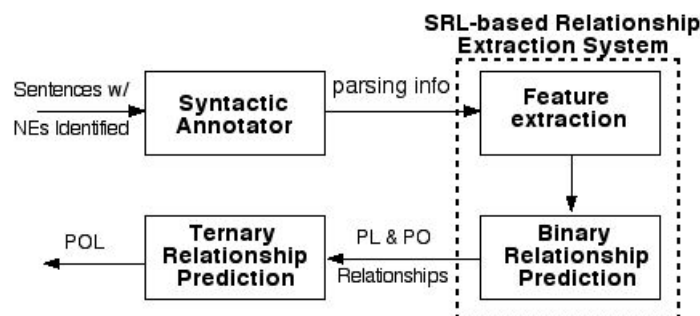 SRL-based Relationship
Extraction System
Sentences w/
NEs Identified
Syntactic
Annotator
parsing info
Feature
extraction
POL
Ternary
Relationship
Prediction
PL & PO
Relationships
Binary
Relationship
Prediction